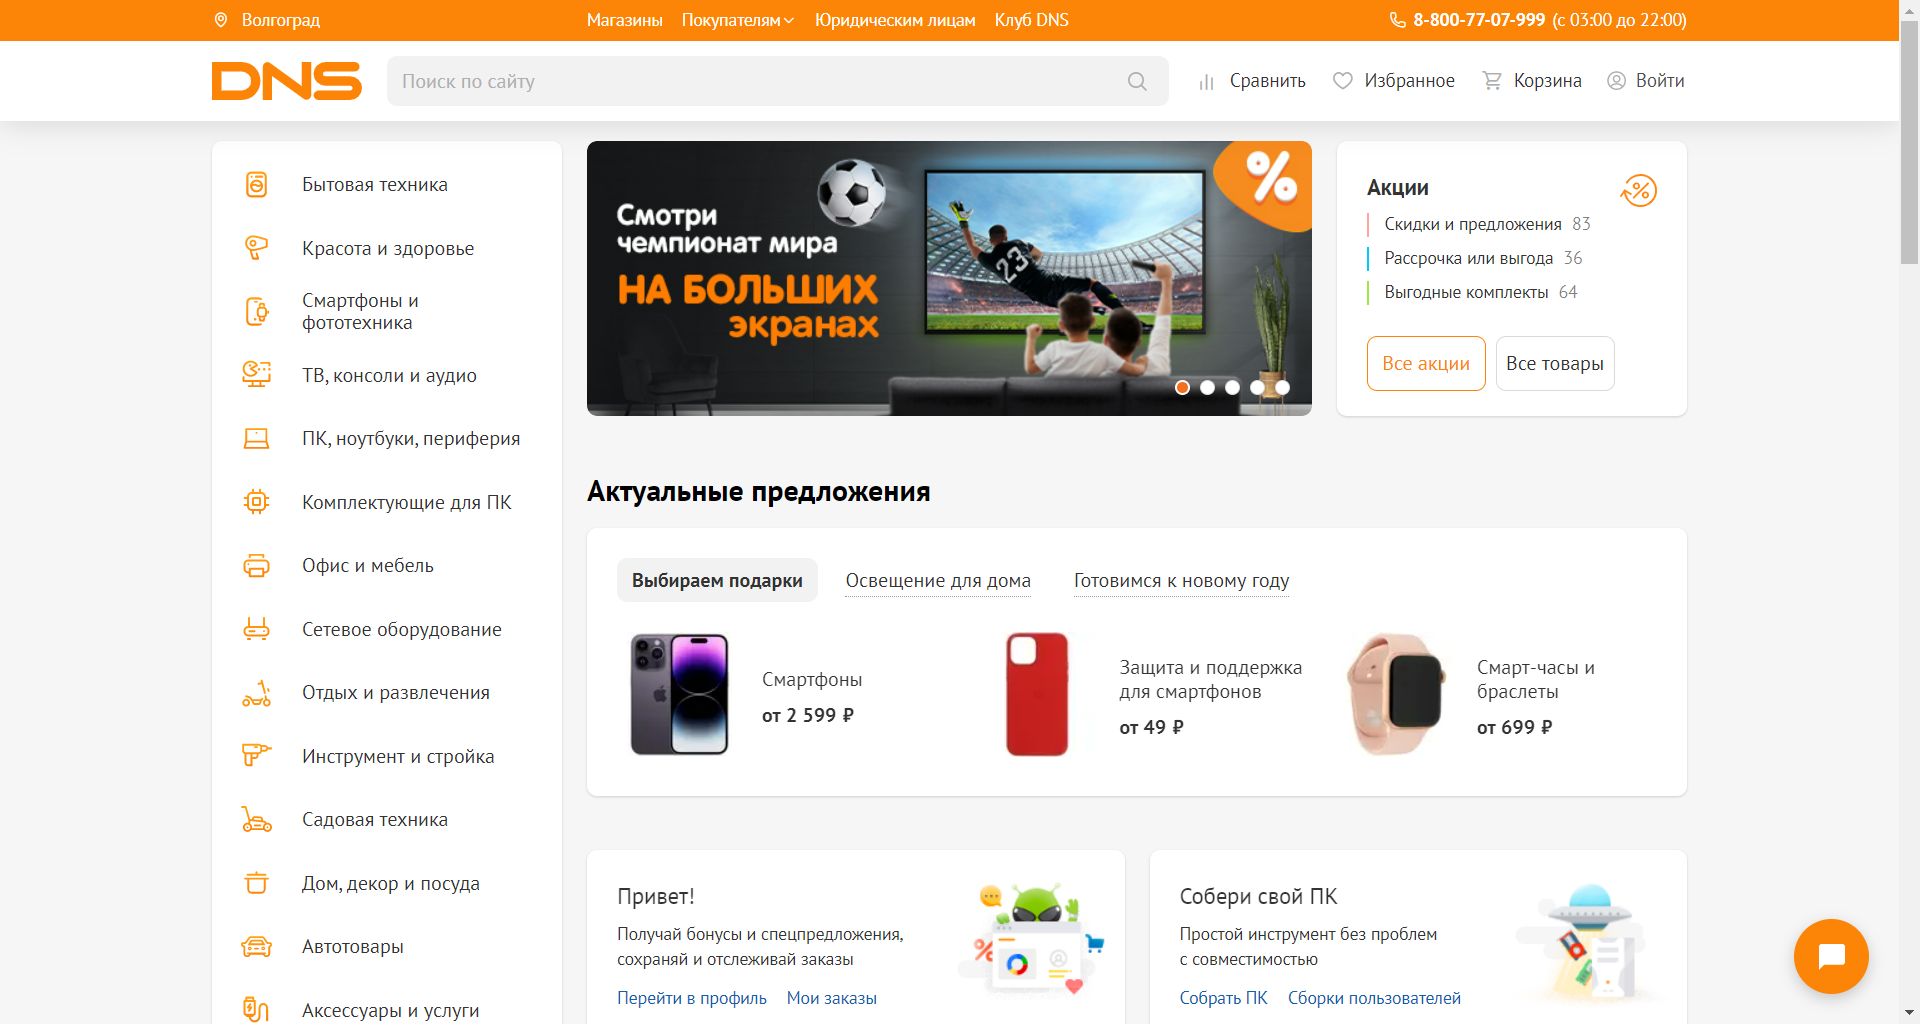 Волгоград
Магазины Покупателям Юридическим лицам Клуб DNS
8-800-77-07-999 (с 03:00 до 22:00)
DNS
Поиск по сайту
Сравнить Избранное Корзина Войти
Бытовая техника
Красота и здоровье
Смартфоны и
фототехника
ТВ, консоли и аудио
ПК, ноутбуки, периферия
Комплектующие для ПК
Офис и мебель
Сетевое оборудование
Отдых и развлечения
Инструмент и стройка
Садовая техника
Дом, декор и посуда
Автотовары
Аксессуары и услуги
Смотри
чемпионат мира
НА БОЛЬШИХ
экранах
23
%
Акции
Скидки и предложения 83
Рассрочка или выгода 36
Выгодные комплекты 64
Все акции Все товары
Актуальные предложения
Выбираем подарки Освещение для дома Готовимся к новому году
Смартфоны
от 2 599 ₽
Защита и поддержка
для смартфонов
от 49 ₽
Смарт-часы и
браслеты
от 699 ₽
Привет!
Получай бонусы и спецпредложения,
сохраняй и отслеживай заказы
Перейти в профиль Мои заказы
Собери свой ПК
Простой инструмент без проблем
с совместимостью
Собрать ПК Сборки пользователей